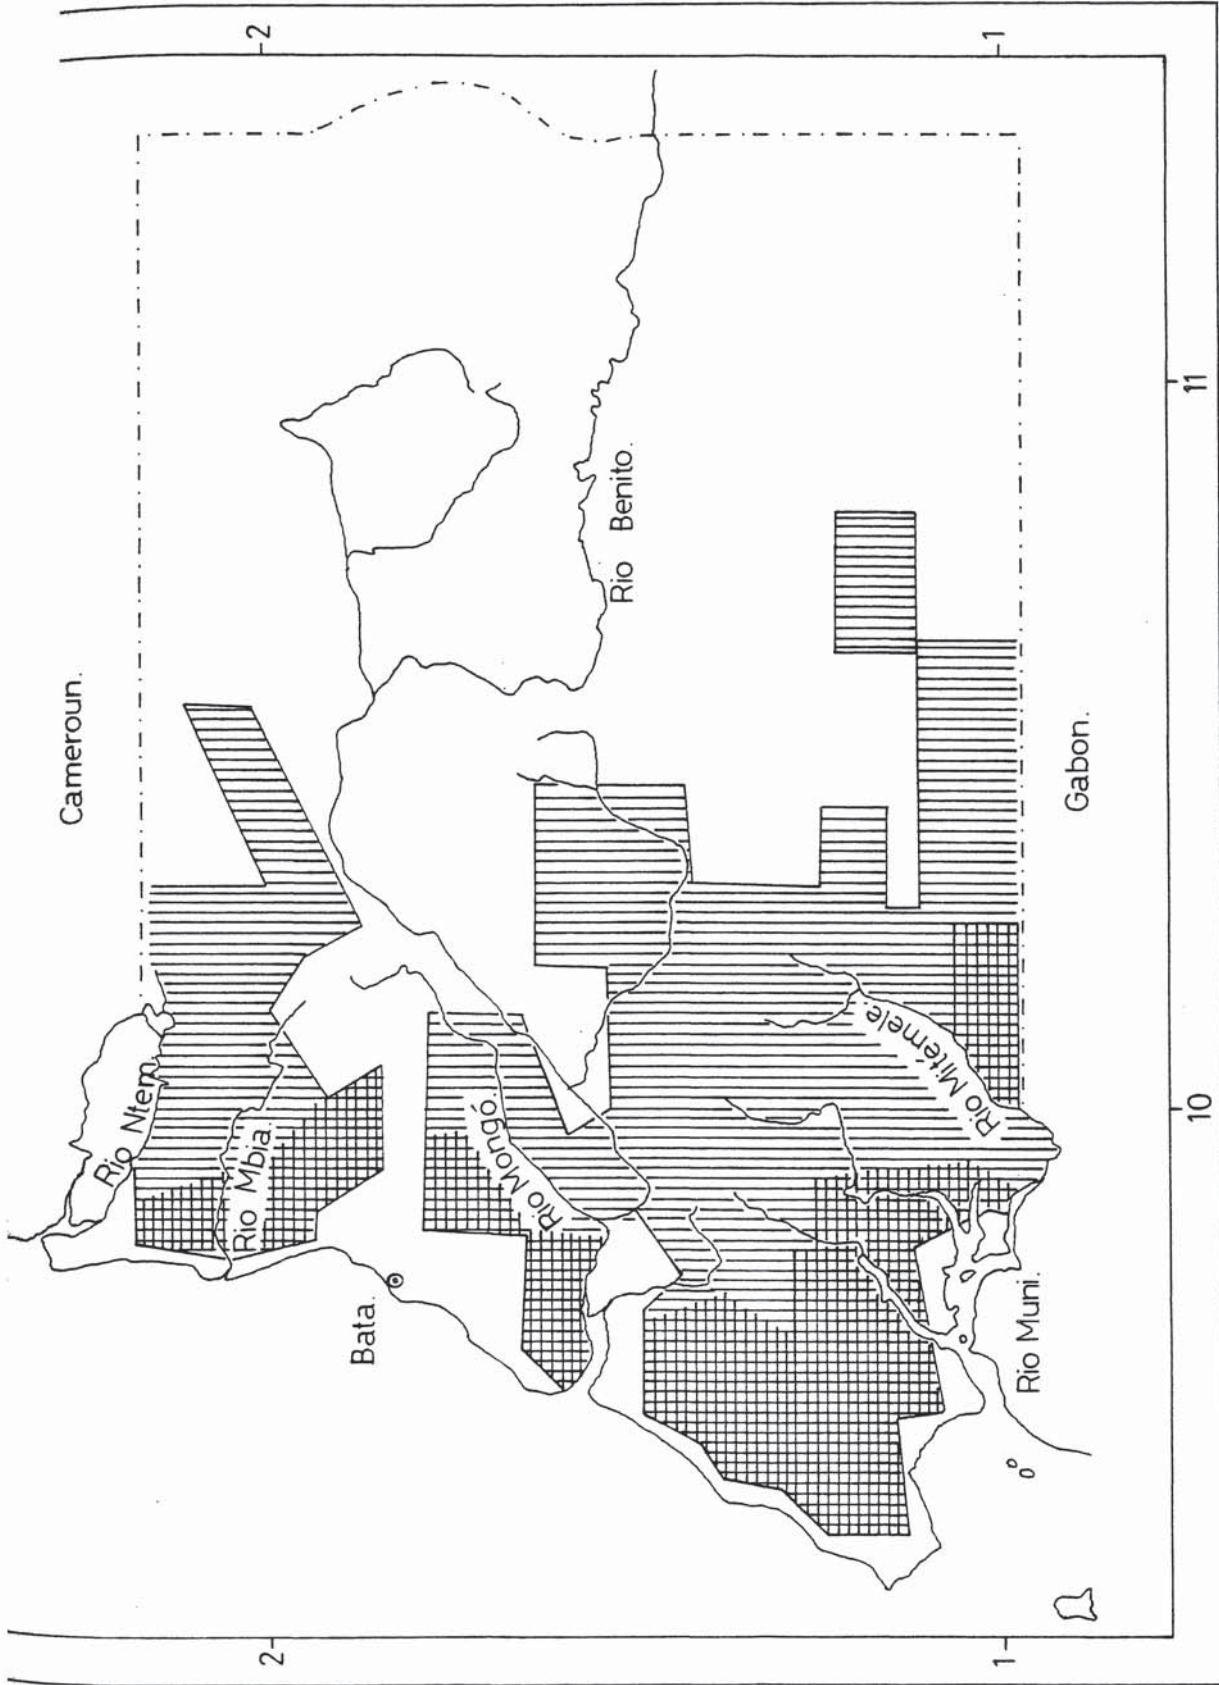 2
1
Cameroun.
Rio Ntem.
Rio Mbia.
Bata.
Rio Mongó.
Rio Benito.
Rio Mitémele.
Rio Muni.
Gabon.
2
1
10
11